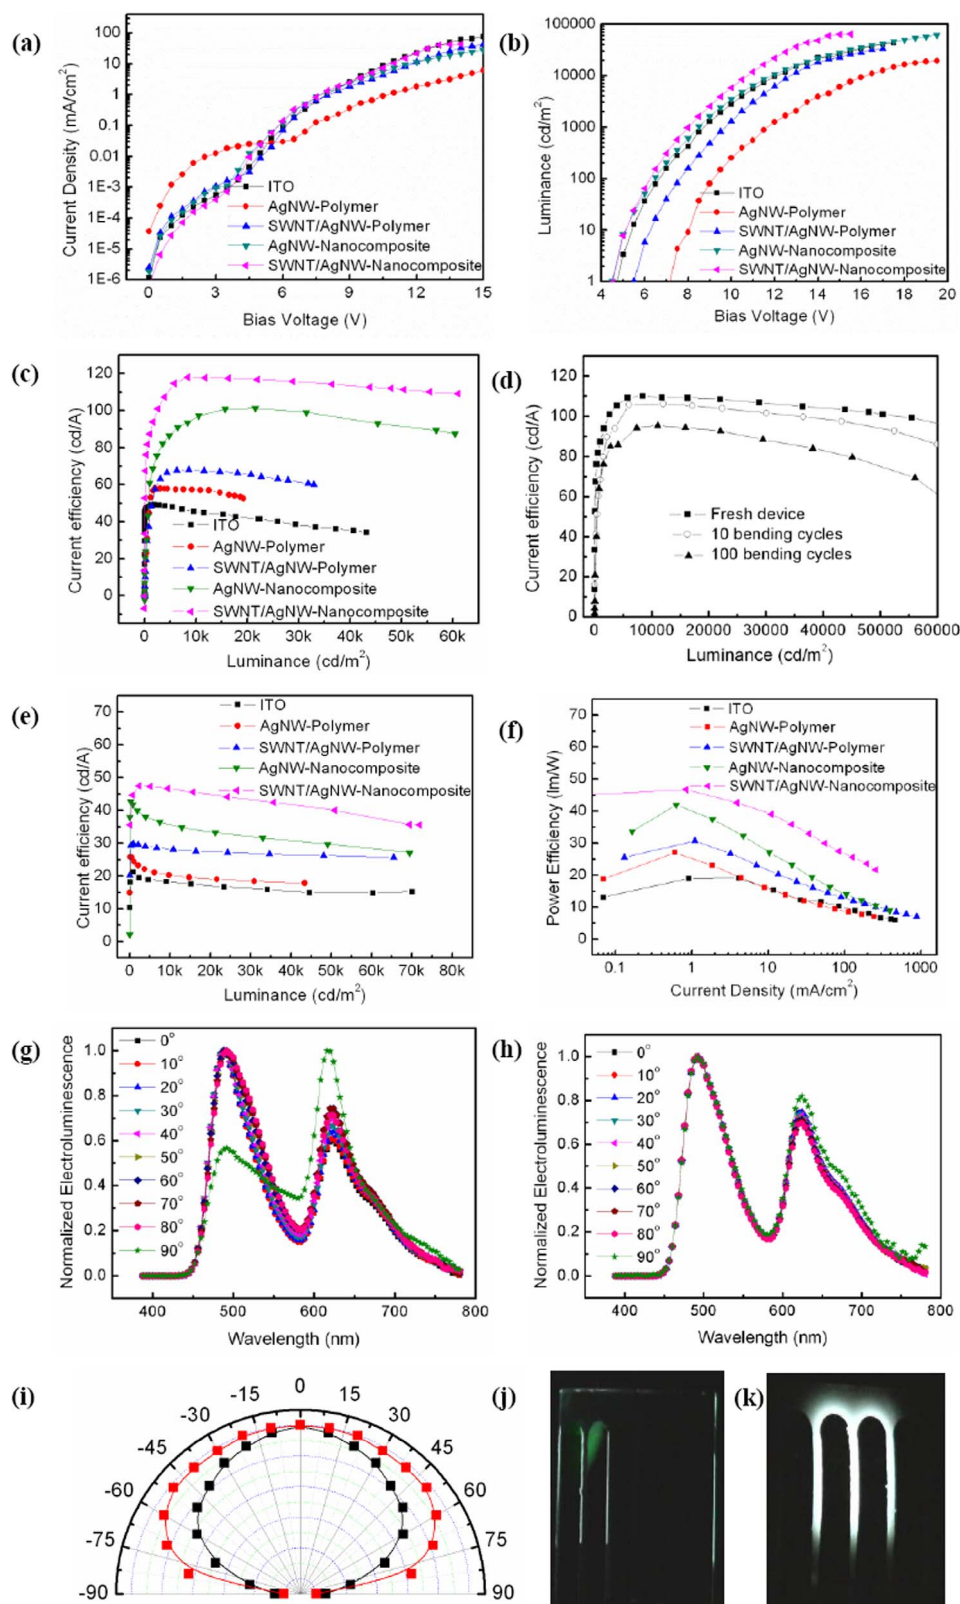 (a)
Current Density (mA/cm²)
100
10
1
0.1
0.01
1E-3
1E-4
1E-5
1E-6
ITO
AgNW-Polymer
SWNT/AgNW-Polymer
AgNW-Nanocomposite
SWNT/AgNW-Nanocomposite
0 3 6 9 12 15
Bias Voltage (V)
(b)
Luminance (cd/m²)
100000
10000
1000
100
10
1
ITO
AgNW-Polymer
SWNT/AgNW-Polymer
AgNW-Nanocomposite
SWNT/AgNW-Nanocomposite
4 6 8 10 12 14 16 18 20
Bias Voltage (V)
(c)
Current efficiency (cd/A)
120
100
80
60
40
20
0
ITO
AgNW-Polymer
SWNT/AgNW-Polymer
AgNW-Nanocomposite
SWNT/AgNW-Nanocomposite
0 10k 20k 30k 40k 50k 60k
Luminance (cd/m²)
(d)
Current efficiency (cd/A)
120
100
80
60
40
20
0
Fresh device
10 bending cycles
100 bending cycles
0 10000 20000 30000 40000 50000 60000
Luminance (cd/m²)
(e)
Current efficiency (cd/A)
70
60
50
40
30
20
10
0
ITO
AgNW-Polymer
SWNT/AgNW-Polymer
AgNW-Nanocomposite
SWNT/AgNW-Nanocomposite
0 10k 20k 30k 40k 50k 60k 70k 80k
Luminance (cd/m²)
(f)
Power Efficiency (lm/W)
70
60
50
40
30
20
10
0
ITO
AgNW-Polymer
SWNT/AgNW-Polymer
AgNW-Nanocomposite
SWNT/AgNW-Nanocomposite
0.1 1 10 100 1000
Current Density (mA/cm²)
(g)
Normalized Electroluminescence
1.0
0.8
0.6
0.4
0.2
0.0
0°
10°
20°
30°
40°
50°
60°
70°
80°
90°
400 500 600 700 800
Wavelength (nm)
(h)
Normalized Electroluminescence
1.0
0.8
0.6
0.4
0.2
0.0
0°
10°
20°
30°
40°
50°
60°
70°
80°
90°
400 500 600 700 800
Wavelength (nm)
(i)
-90 -75 -60 -45 -30 -15 0 15 30 45 60 75 90
(j)
(k)